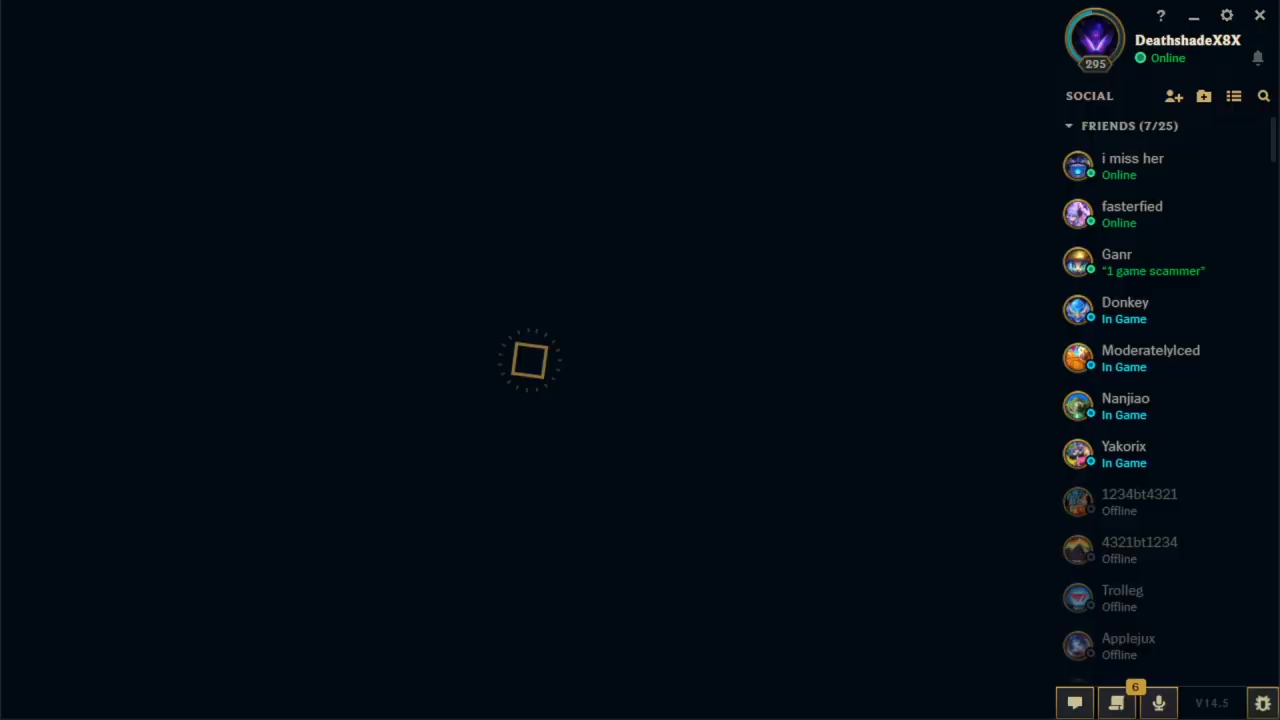 ?
DeathshadeX8X
295
Online
SOCIAL
FRIENDS (7/25)
i miss her
Online
fasterfied
Online
Ganr
"1 game scammer"
Donkey
In Game
ModeratelyIced
In Game
Nanjiao
In Game
Yakorix
In Game
1234bt4321
Offline
4321bt1234
Offline
Trolleg
Offline
Applejux
Offline
6
V14.5